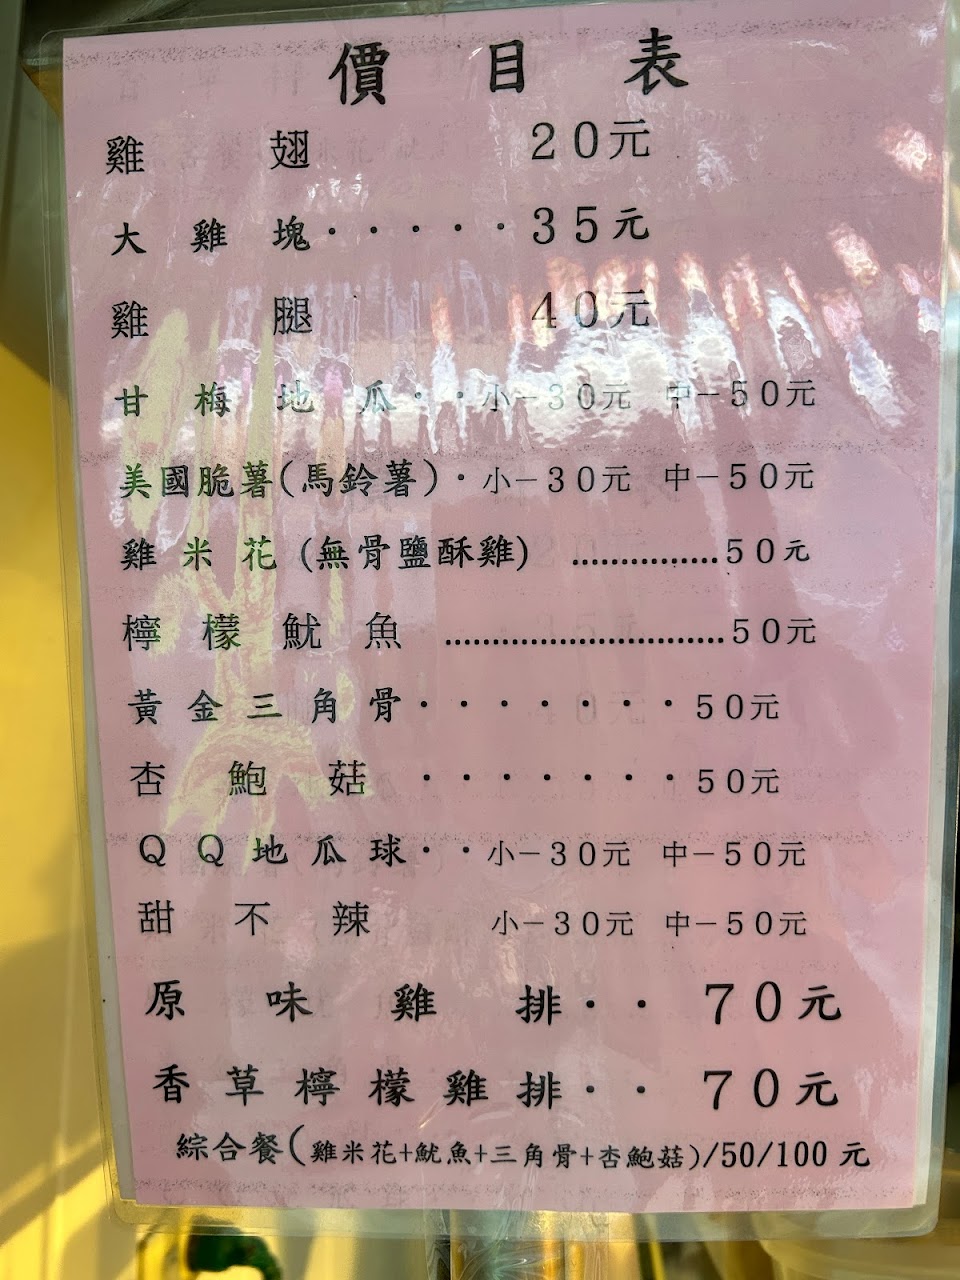 價目表
雞翅 20元
大雞塊·····35元
雞腿 40元
甘梅地瓜··小－30元 中－50元
美國脆薯(馬鈴薯)·小－30元 中－50元
雞米花(無骨鹽酥雞) ...............50元
檸檬魷魚 ............................50元
黃金三角骨·······50元
杏鮑菇 ·······50元
QQ地瓜球··小－30元 中－50元
甜不辣 小－30元 中－50元
原味雞排·· 70元
香草檸檬雞排·· 70元
綜合餐(雞米花+魷魚+三角骨+杏鮑菇)/50/100元